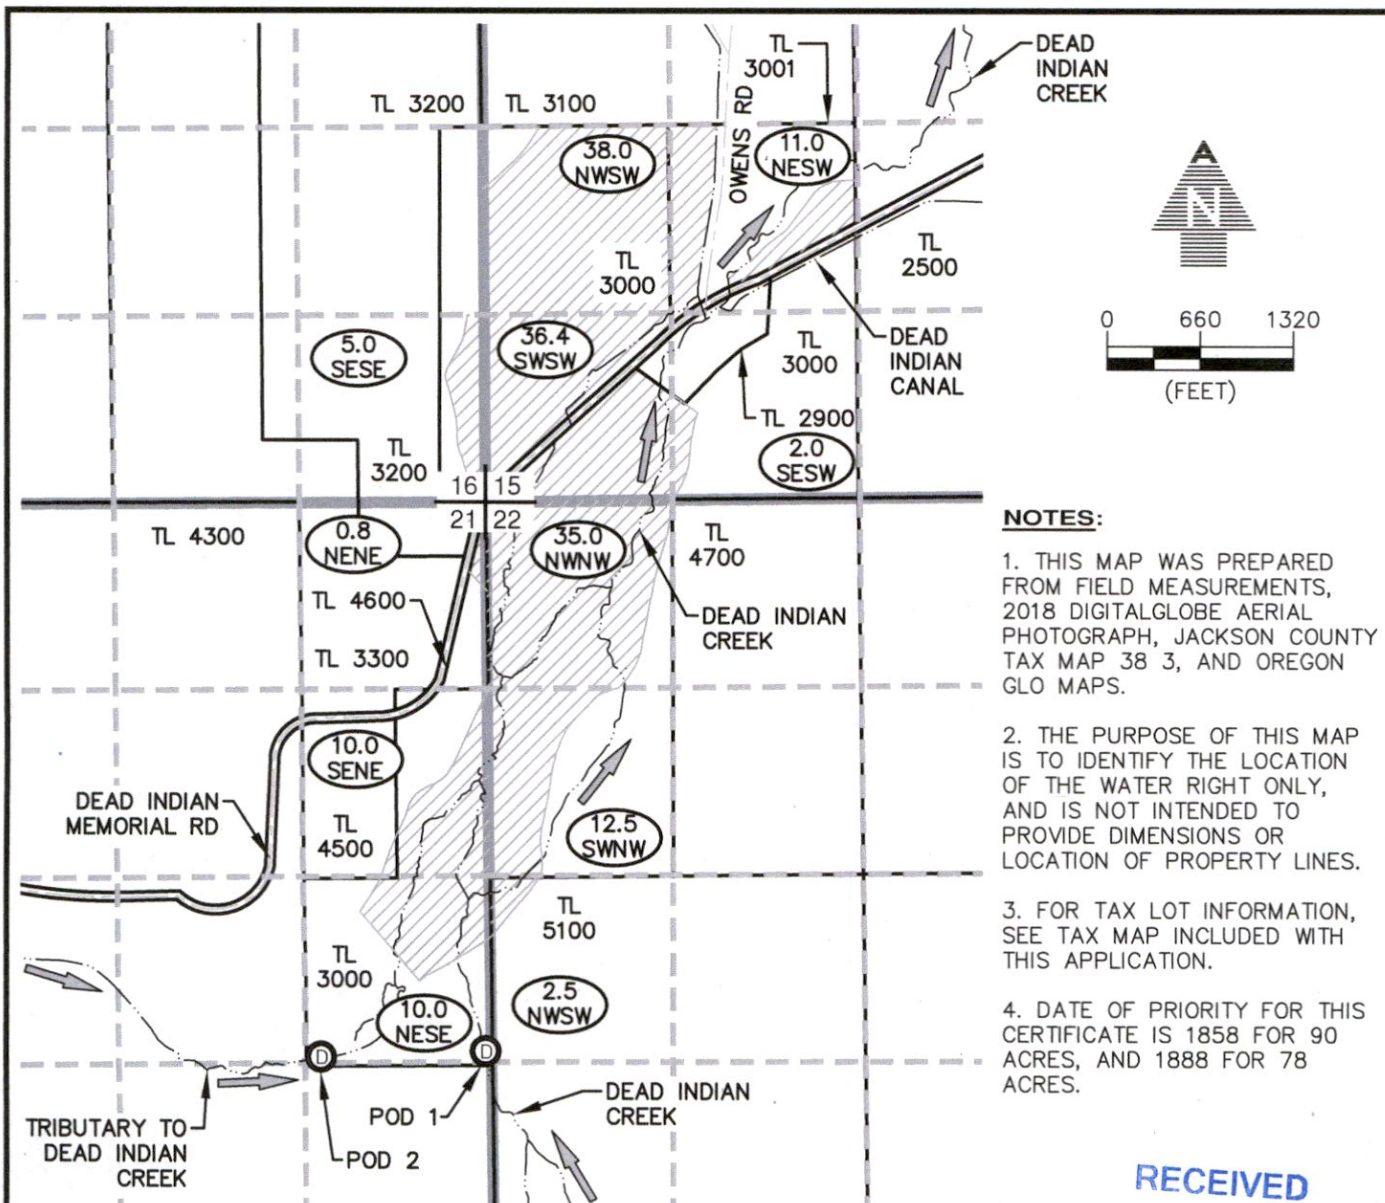 TL 3200
TL 3100
TL
3001
OWENS RD
DEAD
INDIAN
CREEK
38.0
NWSW
11.0
NESW
TL
3000
TL
2500
A
N
0 660 1320
(FEET)
5.0
SESE
36.4
SWSW
TL
3000
DEAD
INDIAN
CANAL
TL 2900
2.0
SESW
TL
3200
16 15
21 22
TL 4300
0.8
NENE
35.0
NWNW
TL
4700
TL 4600
TL 3300
DEAD INDIAN
CREEK
10.0
SENE
DEAD INDIAN
MEMORIAL RD
TL
4500
12.5
SWNW
TL
5100
TL
3000
10.0
NESE
2.5
NWSW
D
D
POD 1
POD 2
DEAD INDIAN
CREEK
TRIBUTARY TO
DEAD INDIAN
CREEK
NOTES:
1. THIS MAP WAS PREPARED
FROM FIELD MEASUREMENTS,
2018 DIGITALGLOBE AERIAL
PHOTOGRAPH, JACKSON COUNTY
TAX MAP 38 3, AND OREGON
GLO MAPS.
2. THE PURPOSE OF THIS MAP
IS TO IDENTIFY THE LOCATION
OF THE WATER RIGHT ONLY,
AND IS NOT INTENDED TO
PROVIDE DIMENSIONS OR
LOCATION OF PROPERTY LINES.
3. FOR TAX LOT INFORMATION,
SEE TAX MAP INCLUDED WITH
THIS APPLICATION.
4. DATE OF PRIORITY FOR THIS
CERTIFICATE IS 1858 FOR 90
ACRES, AND 1888 FOR 78
ACRES.
RECEIVED